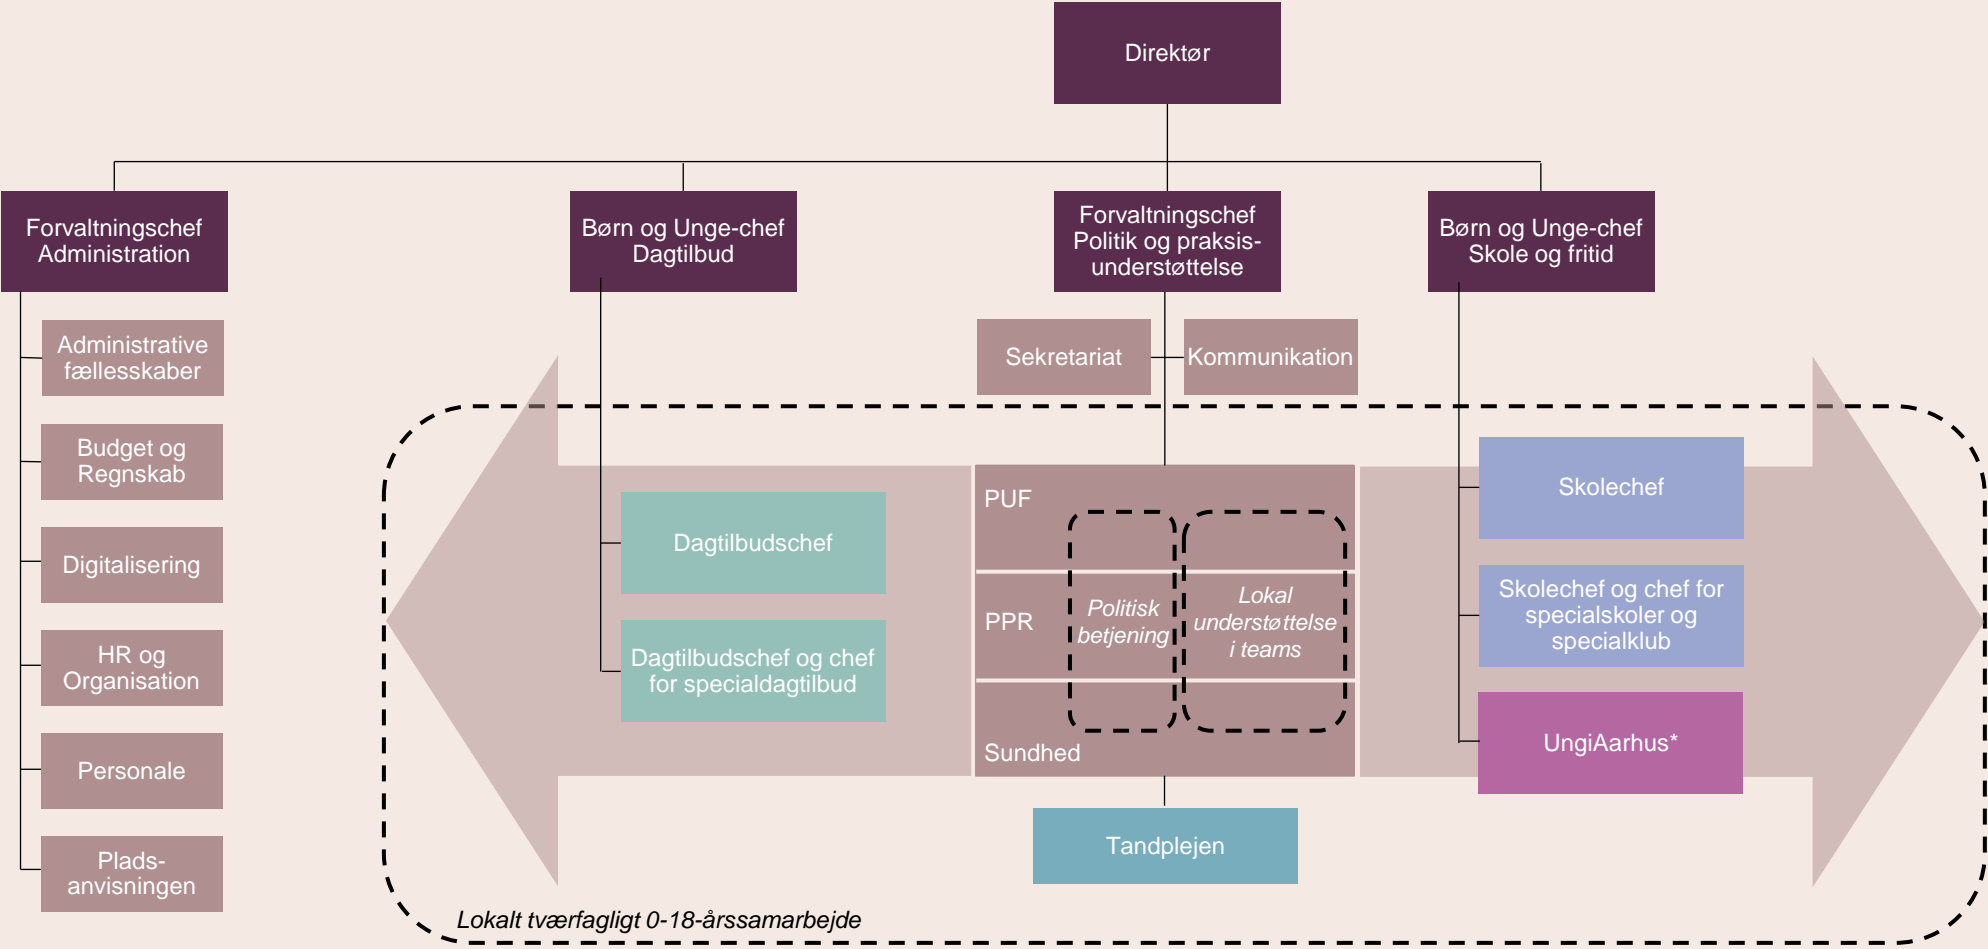 Direktør
Forvaltningschef
Administration
Børn og Unge-chef
Dagtilbud
Forvaltningschef
Politik og praksis-
understøttelse
Børn og Unge-chef
Skole og fritid
Administrative
fællesskaber
Budget og
Regnskab
Digitalisering
HR og
Organisation
Personale
Plads-
anvisningen
Dagtilbudschef
Dagtilbudschef og chef
for specialdagtilbud
Sekretariat
Kommunikation
PUF
PPR
Sundhed
Politisk
betjening
Lokal
understøttelse
i teams
Tandplejen
Skolechef
Skolechef og chef for
specialskoler og
specialklub
UngiAarhus*
Lokalt tværfagligt 0-18-årssamarbejde